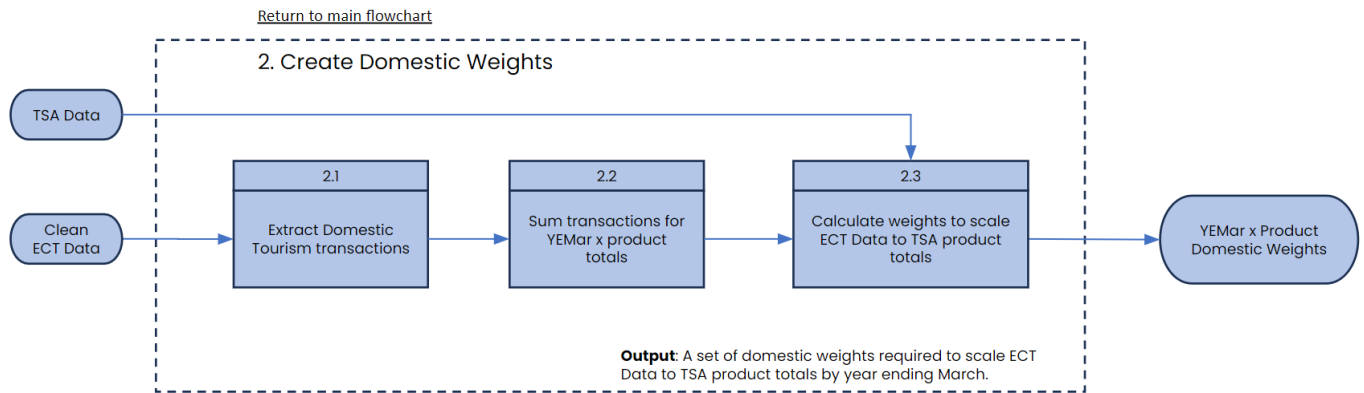 Return to main flowchart
2. Create Domestic Weights
TSA Data
2.1
2.2
2.3
Clean
ECT Data
Extract Domestic
Tourism transactions
Sum transactions for
YEMar x product
totals
Calculate weights to scale
ECT Data to TSA product
totals
YEMar x Product
Domestic Weights
Output: A set of domestic weights required to scale ECT
Data to TSA product totals by year ending March.